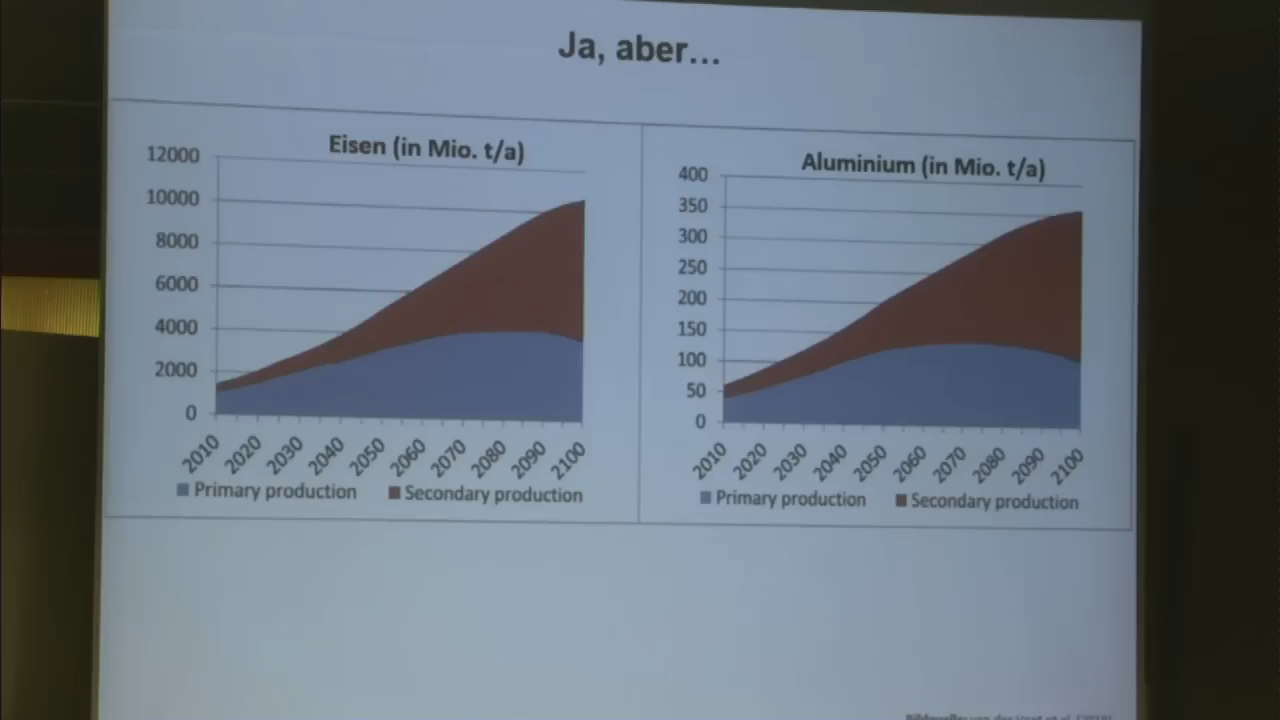 Ja, aber...
Eisen (in Mio. t/a)
12000
10000
8000
6000
4000
2000
0
2010 2020 2030 2040 2050 2060 2070 2080 2090 2100
Primary production Secondary production
Aluminium (in Mio. t/a)
400
350
300
250
200
150
100
50
0
2010 2020 2030 2040 2050 2060 2070 2080 2090 2100
Primary production Secondary production